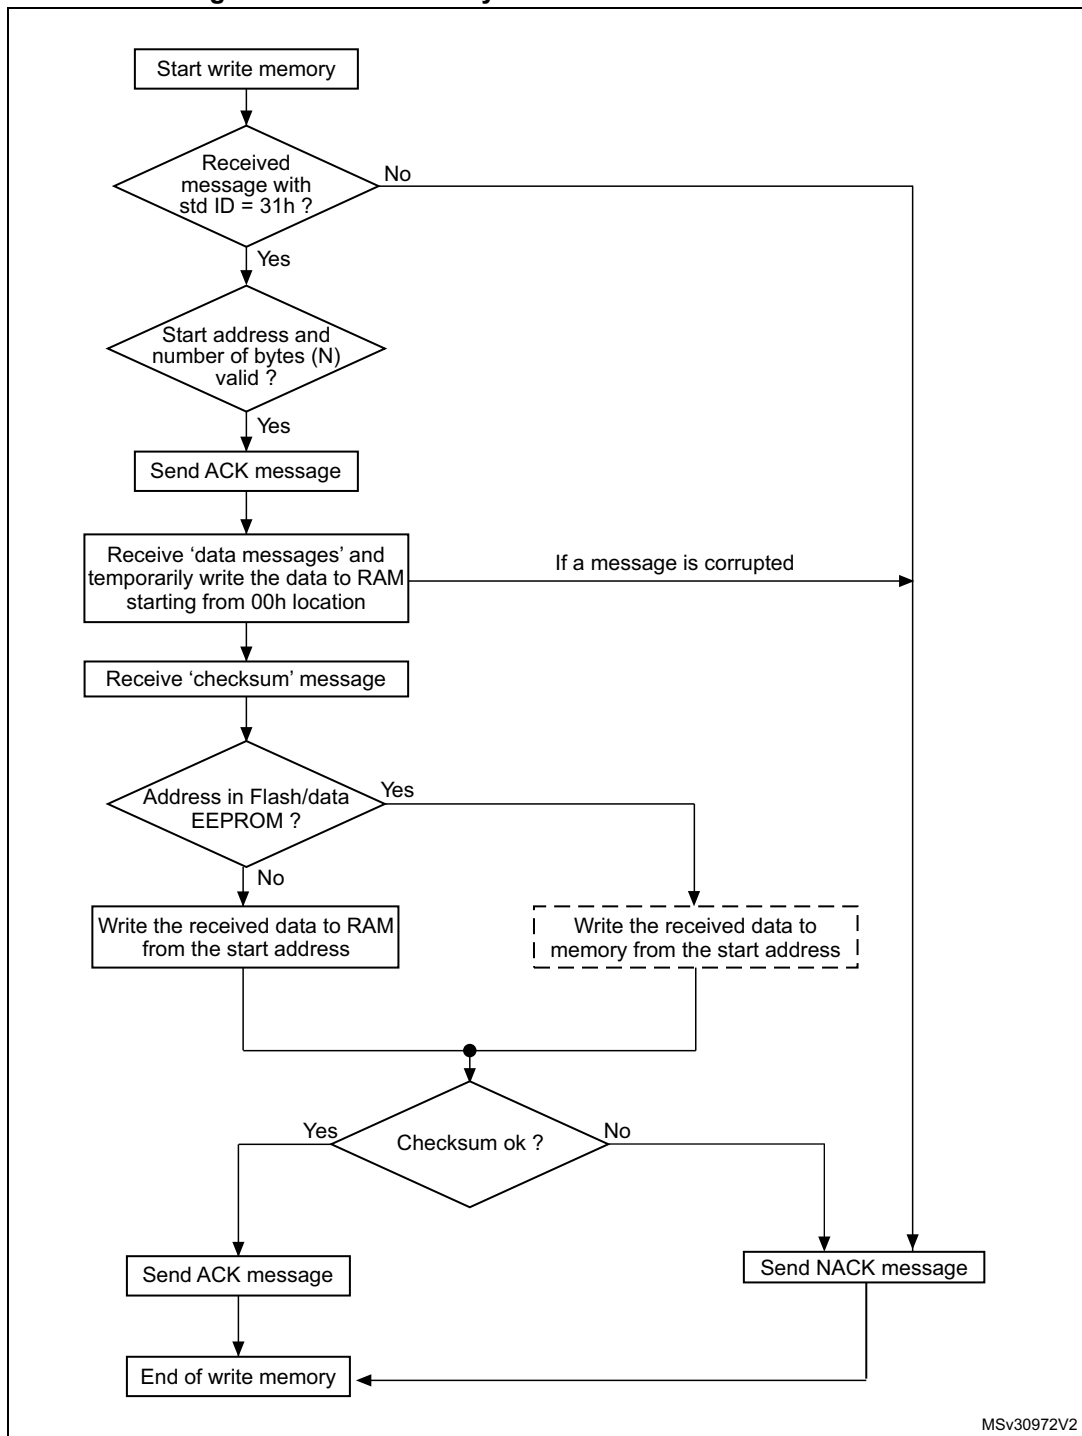 Start write memory
Received
message with
std ID = 31h ?
No
Yes
Start address and
number of bytes (N)
valid ?
Yes
Send ACK message
Receive ‘data messages’ and
temporarily write the data to RAM
starting from 00h location
If a message is corrupted
Receive ‘checksum’ message
Address in Flash/data
EEPROM ?
Yes
No
Write the received data to RAM
from the start address
Write the received data to
memory from the start address
Yes
Checksum ok ?
No
Send ACK message
Send NACK message
End of write memory
MSv30972V2